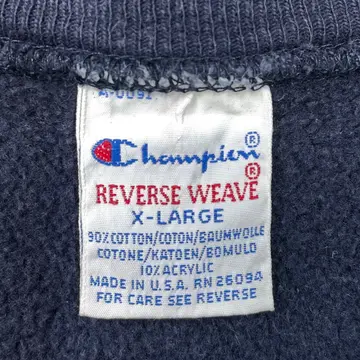 A-0091
Champion®
REVERSE WEAVE®
X-LARGE
90% COTTON/COTON/BAUMWOLLE
COTONE/KATOEN/BOMULD
10% ACRYLIC
MADE IN U.S.A. RN 26094
FOR CARE SEE REVERSE